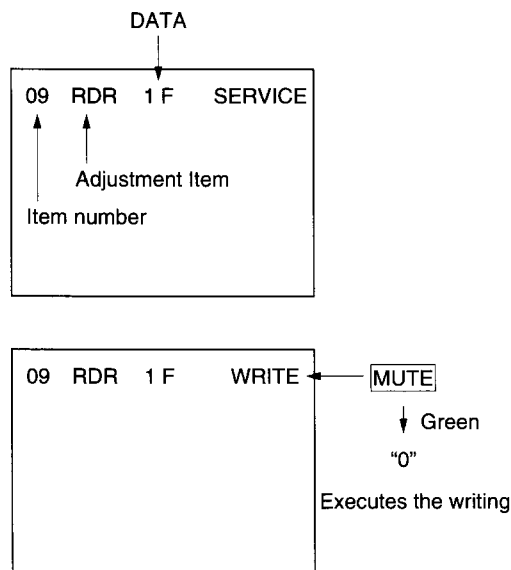 DATA
09 RDR 1 F SERVICE
Adjustment Item
Item number
09 RDR 1 F WRITE MUTE
Green
“0”
Executes the writing